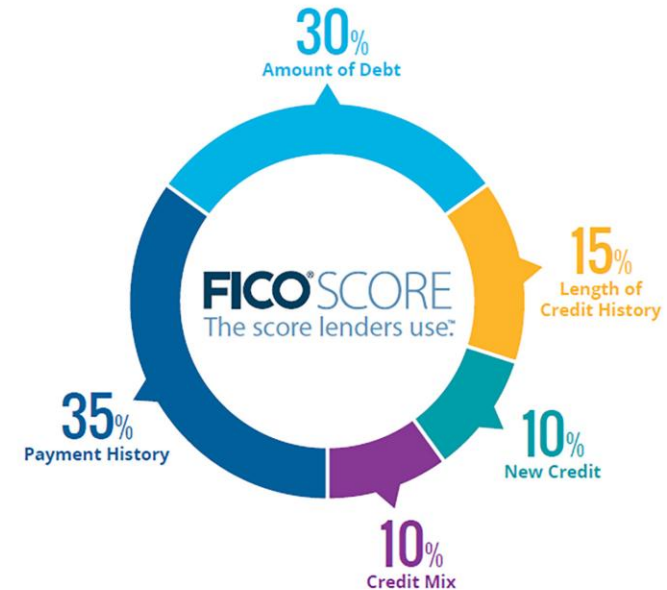 30%
Amount of Debt
15%
Length of
Credit History
FICO® SCORE
The score lenders use.™
35%
Payment History
10%
New Credit
10%
Credit Mix